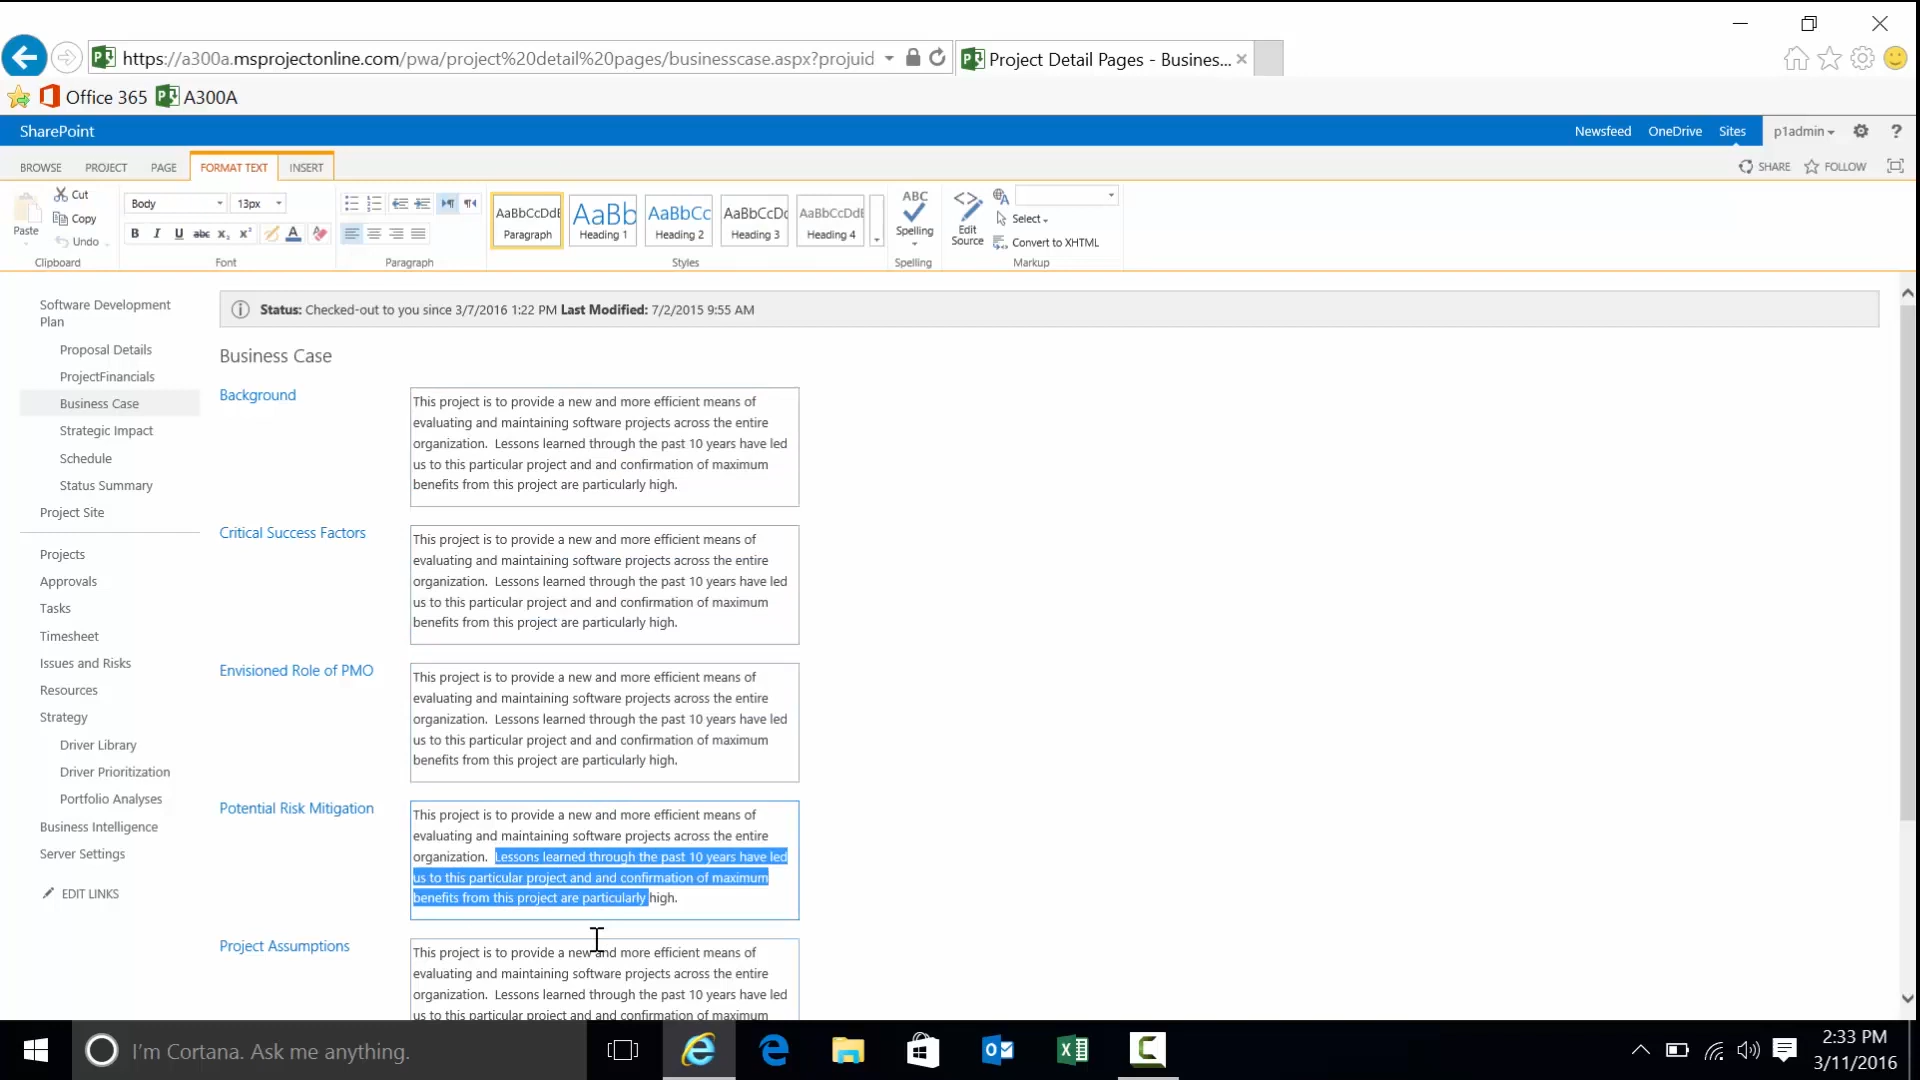 https://a300a.msprojectonline.com/pwa/project%20detail%20pages/businesscase.aspx?projuid
Project Detail Pages - Busines...
Office 365
A300A
SharePoint
Newsfeed
OneDrive
Sites
p1admin
?
BROWSE
PROJECT
PAGE
FORMAT TEXT
INSERT
SHARE
FOLLOW
Paste
Cut
Copy
Undo
Clipboard
Body
13px
B I U abc x₂ x²
A
Font
Paragraph
AaBbCcDdE
Paragraph
AaBb
Heading 1
AaBbCc
Heading 2
AaBbCcDc
Heading 3
AaBbCcDdE
Heading 4
Styles
ABC
Spelling
Spelling
Edit
Source
Select
Convert to XHTML
Markup
Software Development
Plan
Proposal Details
ProjectFinancials
Business Case
Strategic Impact
Schedule
Status Summary
Project Site
Projects
Approvals
Tasks
Timesheet
Issues and Risks
Resources
Strategy
Driver Library
Driver Prioritization
Portfolio Analyses
Business Intelligence
Server Settings
EDIT LINKS
Status: Checked-out to you since 3/7/2016 1:22 PM Last Modified: 7/2/2015 9:55 AM
Business Case
Background
This project is to provide a new and more efficient means of
evaluating and maintaining software projects across the entire
organization.  Lessons learned through the past 10 years have led
us to this particular project and and confirmation of maximum
benefits from this project are particularly high.
Critical Success Factors
This project is to provide a new and more efficient means of
evaluating and maintaining software projects across the entire
organization.  Lessons learned through the past 10 years have led
us to this particular project and and confirmation of maximum
benefits from this project are particularly high.
Envisioned Role of PMO
This project is to provide a new and more efficient means of
evaluating and maintaining software projects across the entire
organization.  Lessons learned through the past 10 years have led
us to this particular project and and confirmation of maximum
benefits from this project are particularly high.
Potential Risk Mitigation
This project is to provide a new and more efficient means of
evaluating and maintaining software projects across the entire
organization.  Lessons learned through the past 10 years have led
us to this particular project and and confirmation of maximum
benefits from this project are particularly high.
Project Assumptions
This project is to provide a new and more efficient means of
evaluating and maintaining software projects across the entire
organization.  Lessons learned through the past 10 years have led
us to this particular project and and confirmation of maximum
I'm Cortana. Ask me anything.
2:33 PM
3/11/2016